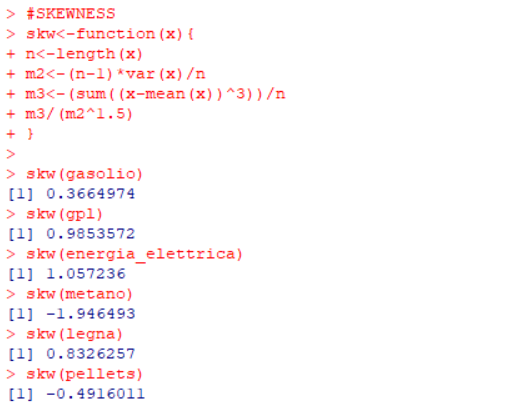 > #SKEWNESS
> skw<-function(x){
+ n<-length(x)
+ m2<-(n-1)*var(x)/n
+ m3<-(sum((x-mean(x))^3))/n
+ m3/(m2^1.5)
+ }
>
> skw(gasolio)
[1] 0.3664974
> skw(gpl)
[1] 0.9853572
> skw(energia_elettrica)
[1] 1.057236
> skw(metano)
[1] -1.946493
> skw(legna)
[1] 0.8326257
> skw(pellets)
[1] -0.4916011